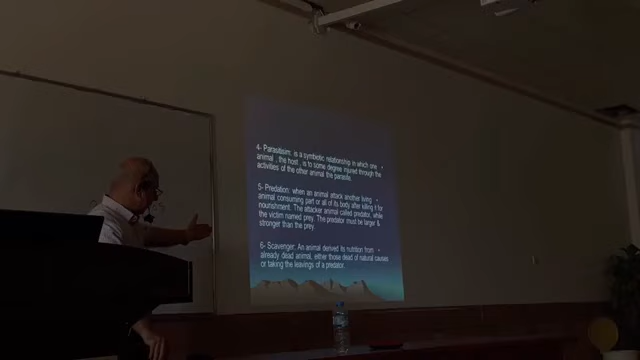 4- Parasitisim: is a symbiotic relationship in which one
animal , the host , is to some degree injured through the
activities of the other animal the parasite.
5- Predation: when an animal attack another living
animal consuming part or all of its body after killing it for
nourishment. The attacker animal called predator, while
the victim named prey. The predator must be larger &
stronger than the prey.
6- Scavenger: An animal derived its nutrition from
already dead animal, either those dead of natural causes
or taking the leavings of a predator.